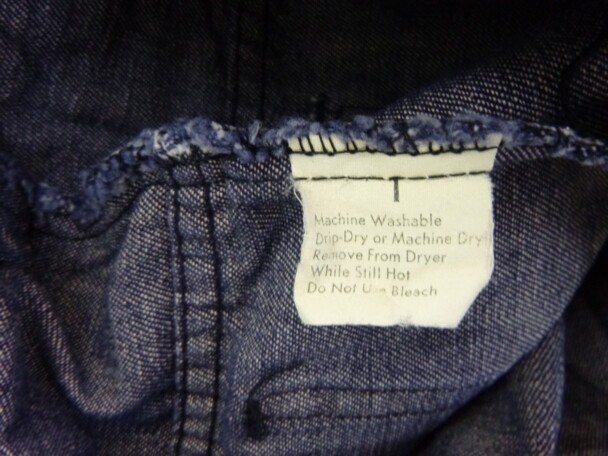 T
Machine Washable
Drip-Dry or Machine Dry
Remove From Dryer
While Still Hot
Do Not Use Bleach